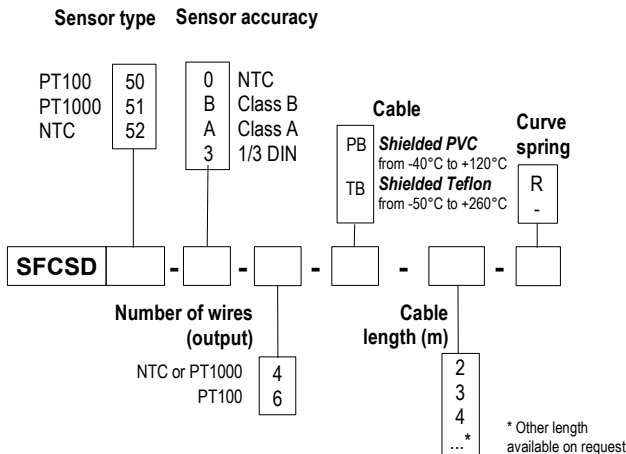 Sensor type Sensor accuracy
PT100 50
PT1000 51
NTC 52
0 NTC
B Class B
A Class A
3 1/3 DIN
Cable
PB Shielded PVC
from -40°C to +120°C
TB Shielded Teflon
from -50°C to +260°C
Curve
spring
R
-
SFCSD - - - - -
Number of wires
(output)
NTC or PT1000 4
PT100 6
Cable
length (m)
2
3
4
...*
* Other length
available on request